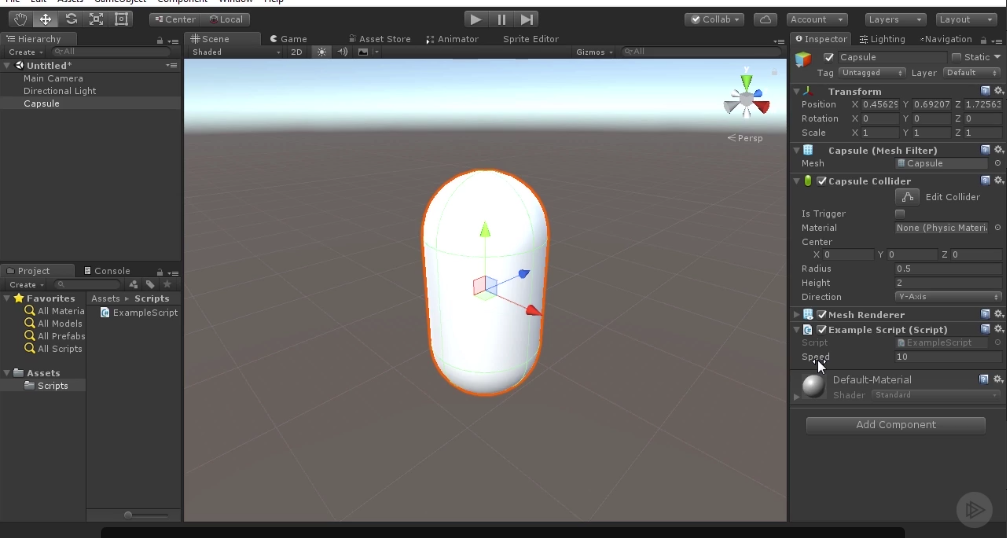 File Edit Assets GameObject Component Window Help
Center Local Collab Account Layers Layout
Hierarchy
Create All
Untitled*
Main Camera
Directional Light
Capsule
Scene Game Asset Store Animator Sprite Editor
Shaded 2D Gizmos All
y
Persp
Project Console
Create
Favorites
All Materia
All Models
All Prefabs
All Scripts
Assets
Scripts
Assets Scripts
ExampleScript
Inspector Lighting Navigation
Capsule Static
Tag Untagged Layer Default
Transform
Position X 0.45629 Y 0.69207 Z 1.72563
Rotation X 0 Y 0 Z 0
Scale X 1 Y 1 Z 1
Capsule (Mesh Filter)
Mesh Capsule
Capsule Collider
Edit Collider
Is Trigger
Material None (Physic Materi
Center
X 0 Y 0 Z 0
Radius 0.5
Height 2
Direction Y-Axis
Mesh Renderer
Example Script (Script)
Script ExampleScript
Speed 10
Default-Material
Shader Standard
Add Component